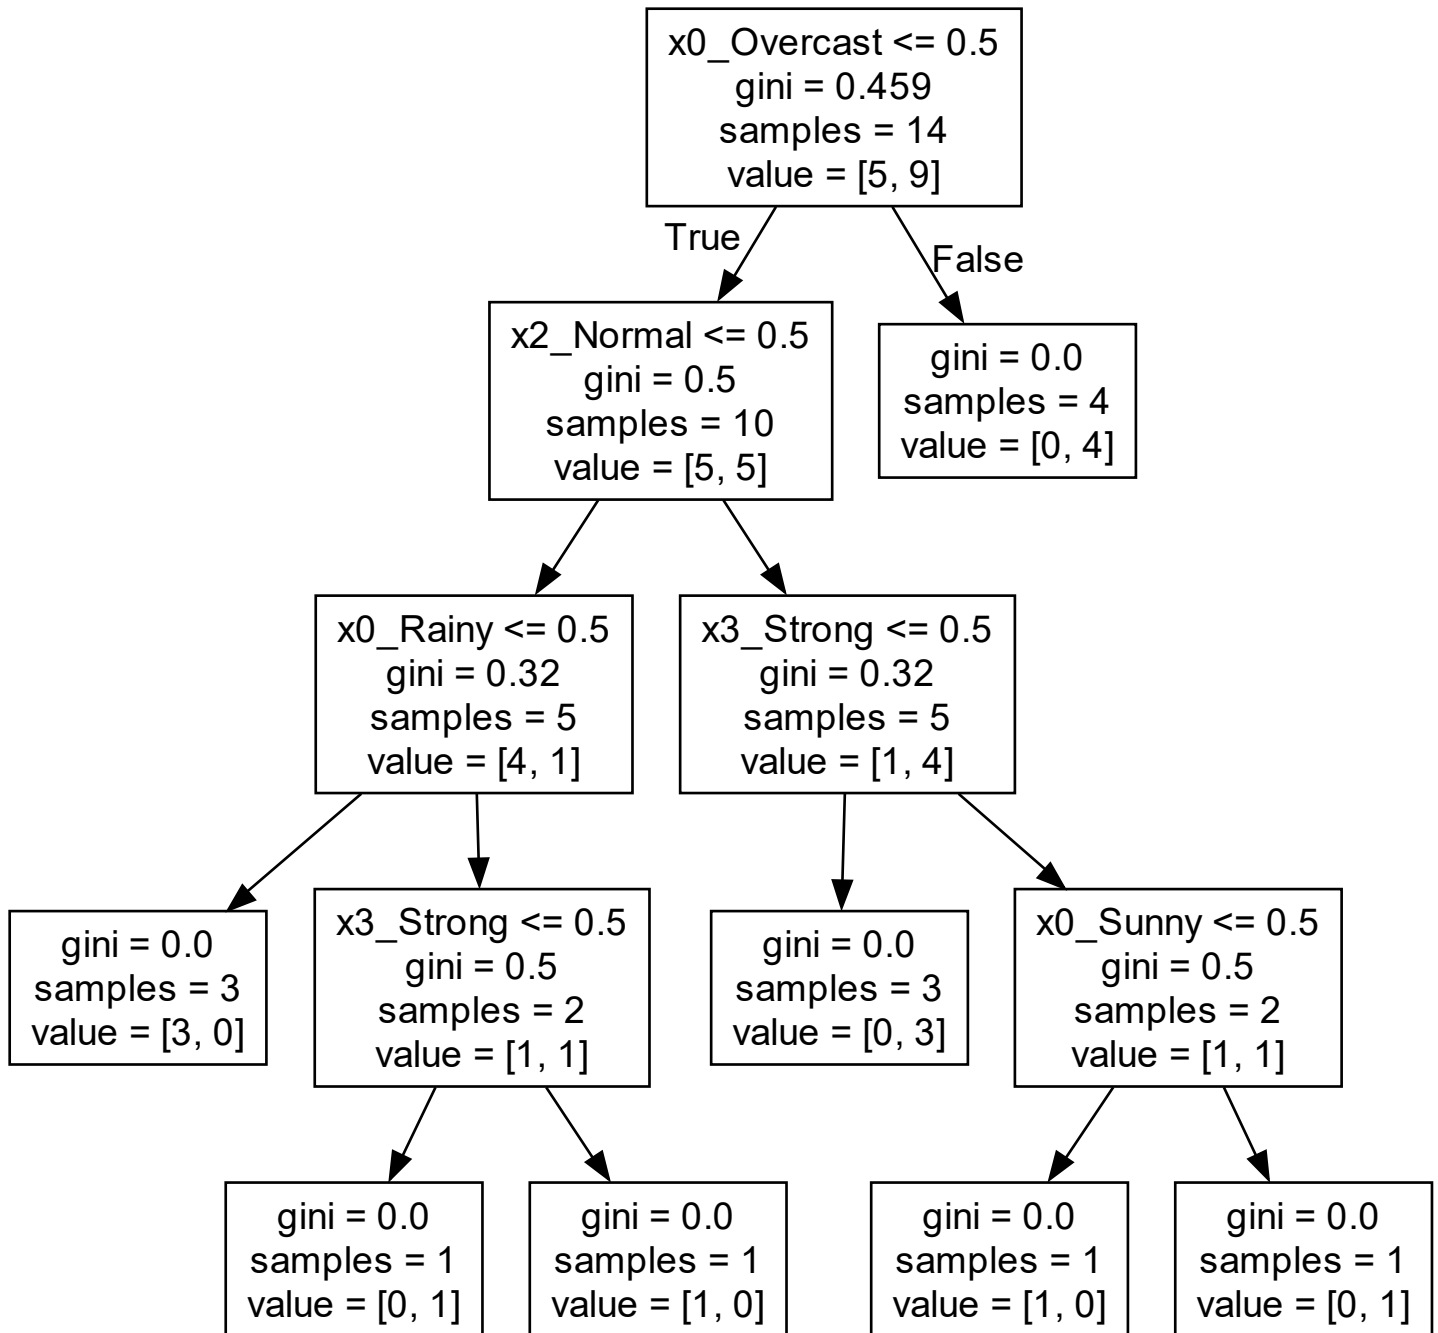 x0_Overcast <= 0.5
gini = 0.459
samples = 14
value = [5, 9]
True
False
x2_Normal <= 0.5
gini = 0.5
samples = 10
value = [5, 5]
gini = 0.0
samples = 4
value = [0, 4]
x0_Rainy <= 0.5
gini = 0.32
samples = 5
value = [4, 1]
x3_Strong <= 0.5
gini = 0.32
samples = 5
value = [1, 4]
gini = 0.0
samples = 3
value = [3, 0]
x3_Strong <= 0.5
gini = 0.5
samples = 2
value = [1, 1]
gini = 0.0
samples = 3
value = [0, 3]
x0_Sunny <= 0.5
gini = 0.5
samples = 2
value = [1, 1]
gini = 0.0
samples = 1
value = [0, 1]
gini = 0.0
samples = 1
value = [1, 0]
gini = 0.0
samples = 1
value = [1, 0]
gini = 0.0
samples = 1
value = [0, 1]